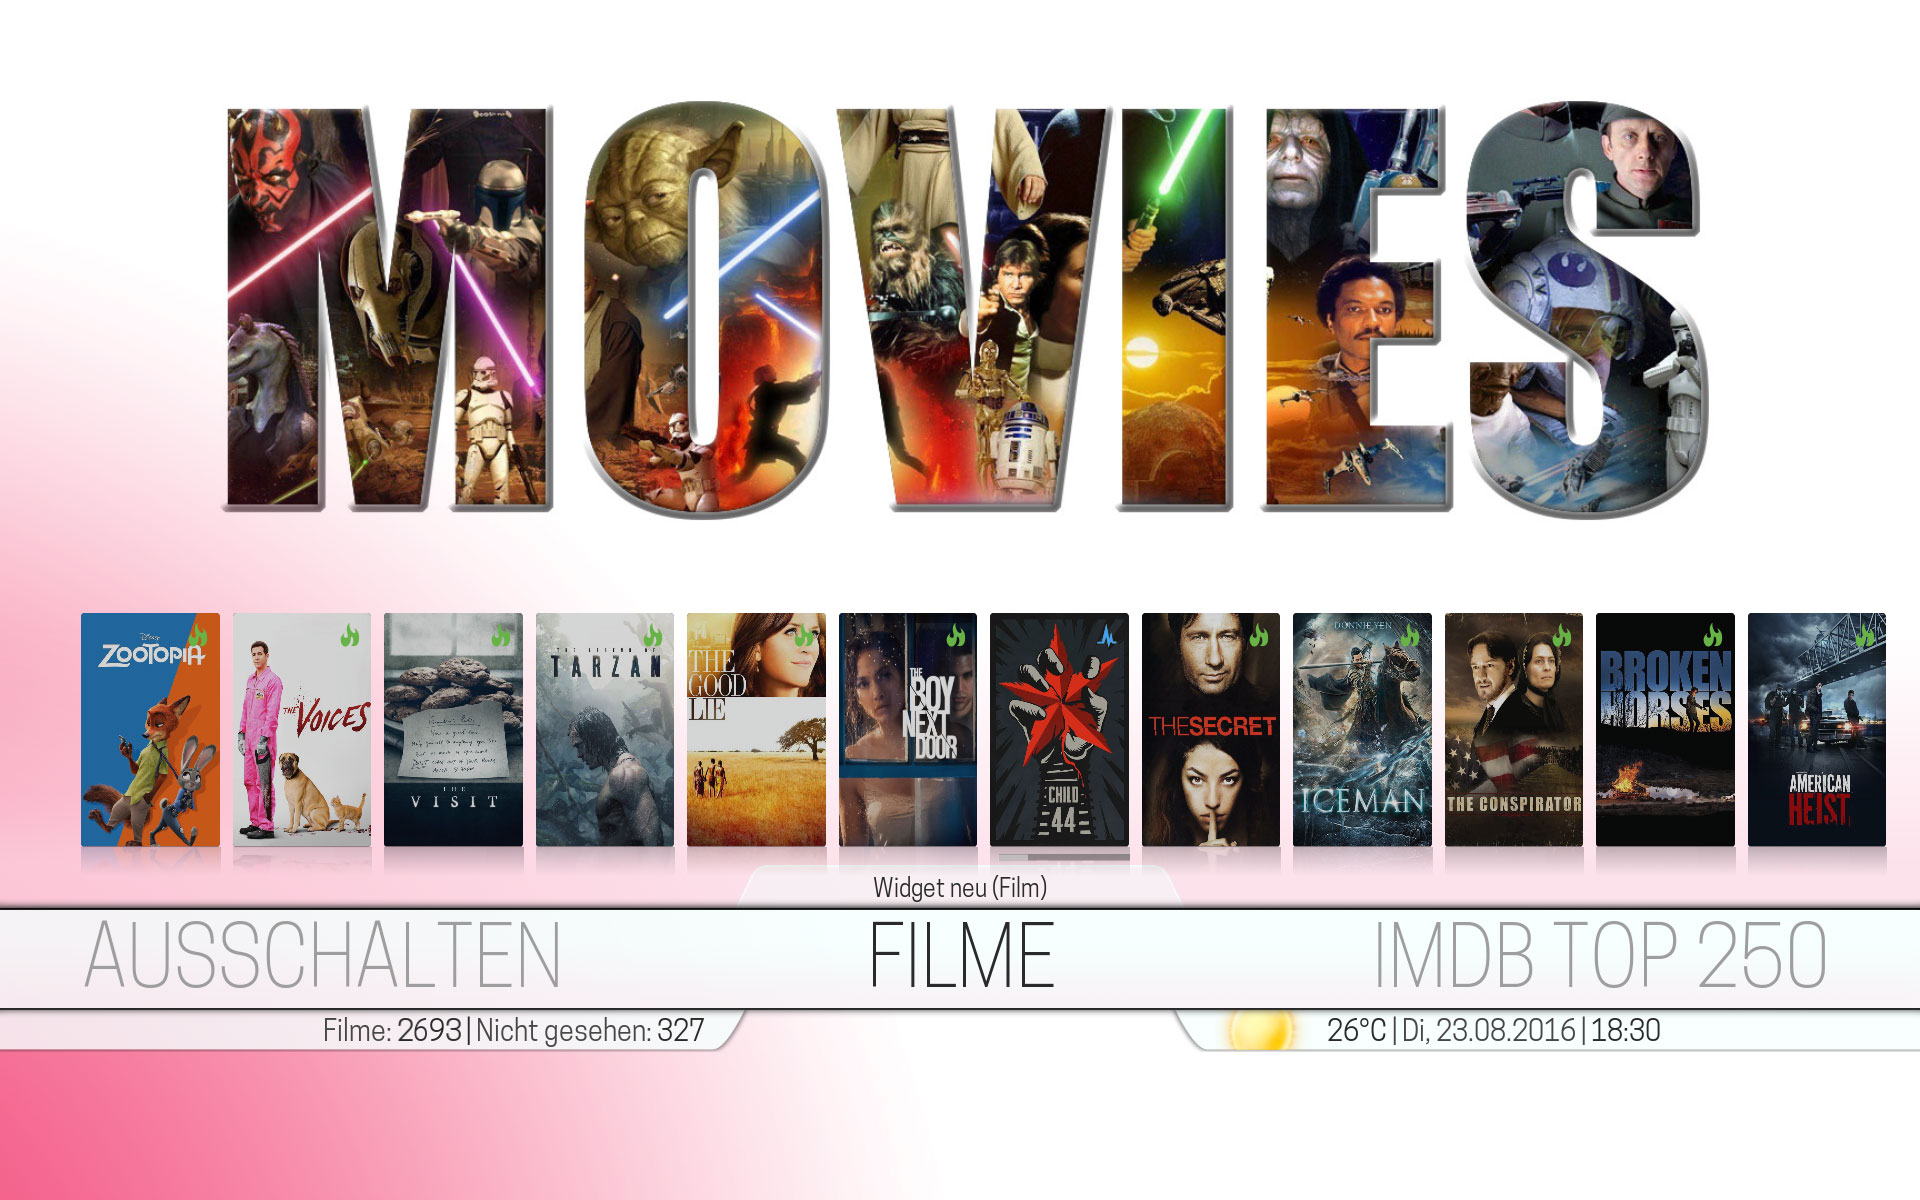 MOVIES
Disney
ZOOTOPIA
THE VOICES
THE
VISIT
THE LEGEND OF
TARZAN
THE
GOOD
LIE
THE
BOY
NEXT
DOOR
CHILD
44
THE SECRET
DONNIE YEN
ICEMAN
THE CONSPIRATOR
BROKEN
HORSES
AMERICAN
HEIST
Widget neu (Film)
AUSSCHALTEN
FILME
IMDB TOP 250
Filme: 2693 | Nicht gesehen: 327
26°C | Di, 23.08.2016 | 18:30